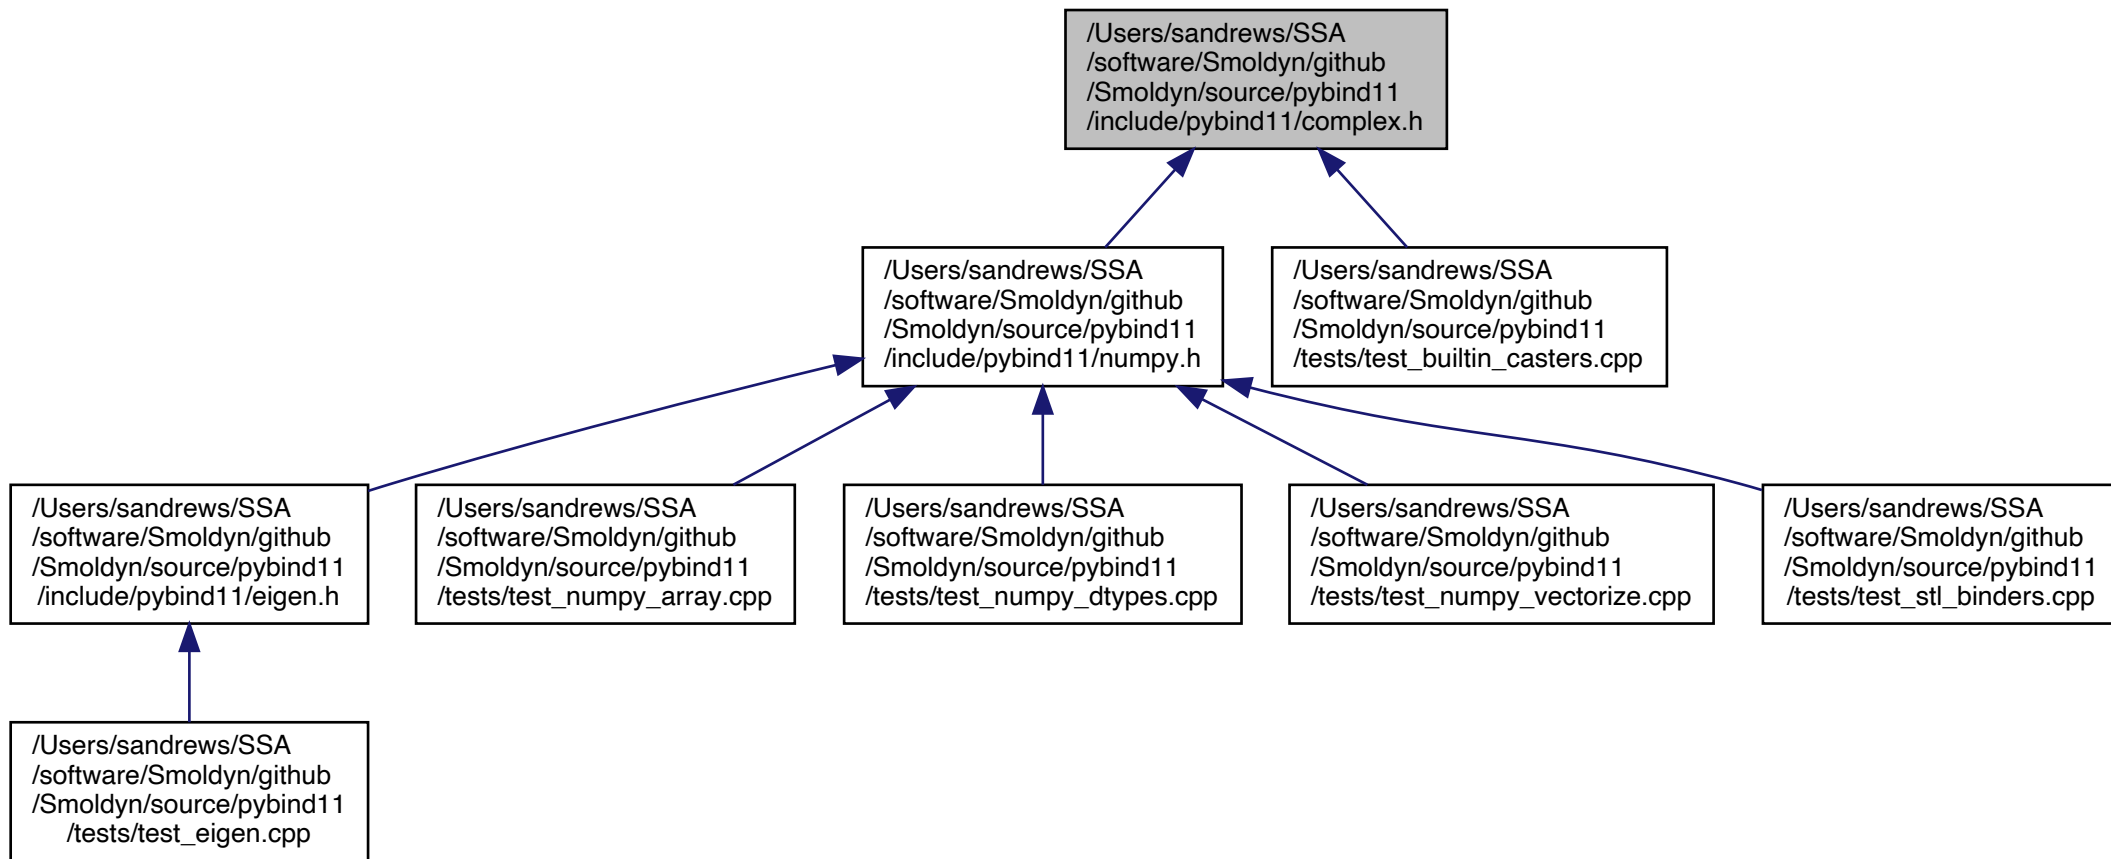 /Users/sandrews/SSA
/software/Smoldyn/github
/Smoldyn/source/pybind11
/include/pybind11/complex.h
/Users/sandrews/SSA
/software/Smoldyn/github
/Smoldyn/source/pybind11
/include/pybind11/numpy.h
/Users/sandrews/SSA
/software/Smoldyn/github
/Smoldyn/source/pybind11
/tests/test_builtin_casters.cpp
/Users/sandrews/SSA
/software/Smoldyn/github
/Smoldyn/source/pybind11
/include/pybind11/eigen.h
/Users/sandrews/SSA
/software/Smoldyn/github
/Smoldyn/source/pybind11
/tests/test_numpy_array.cpp
/Users/sandrews/SSA
/software/Smoldyn/github
/Smoldyn/source/pybind11
/tests/test_numpy_dtypes.cpp
/Users/sandrews/SSA
/software/Smoldyn/github
/Smoldyn/source/pybind11
/tests/test_numpy_vectorize.cpp
/Users/sandrews/SSA
/software/Smoldyn/github
/Smoldyn/source/pybind11
/tests/test_stl_binders.cpp
/Users/sandrews/SSA
/software/Smoldyn/github
/Smoldyn/source/pybind11
/tests/test_eigen.cpp